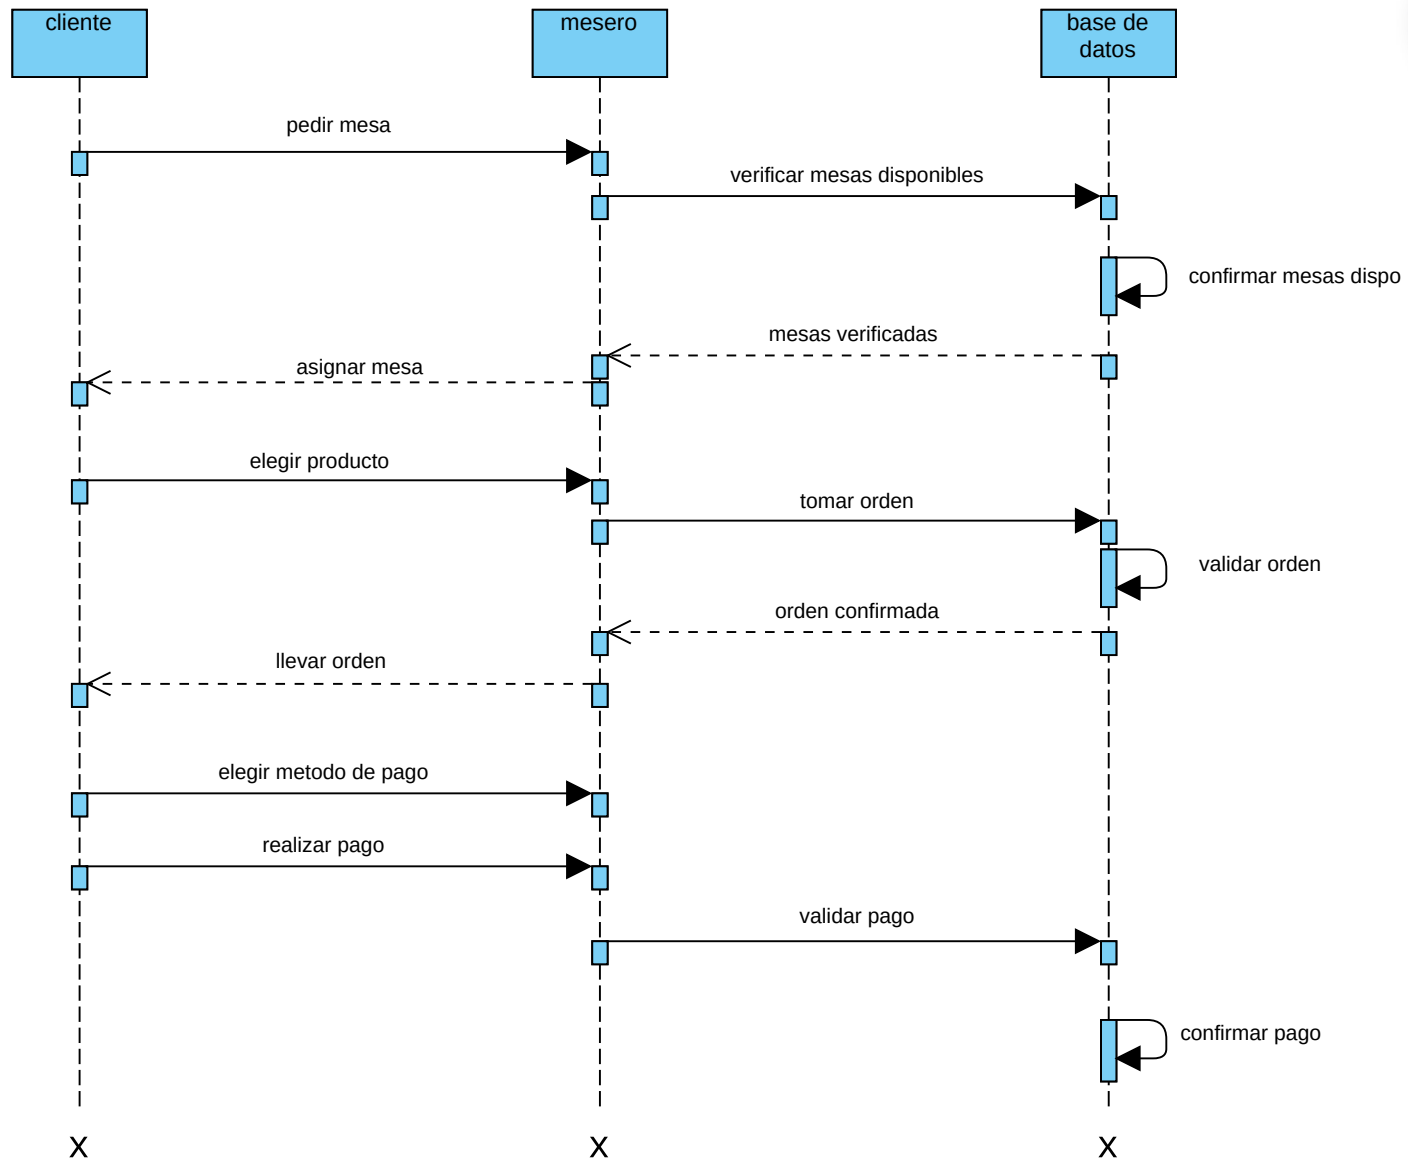 cliente
mesero
base de
datos
pedir mesa
verificar mesas disponibles
confirmar mesas dispo
mesas verificadas
asignar mesa
elegir producto
tomar orden
validar orden
orden confirmada
llevar orden
elegir metodo de pago
realizar pago
validar pago
confirmar pago
X
X
X